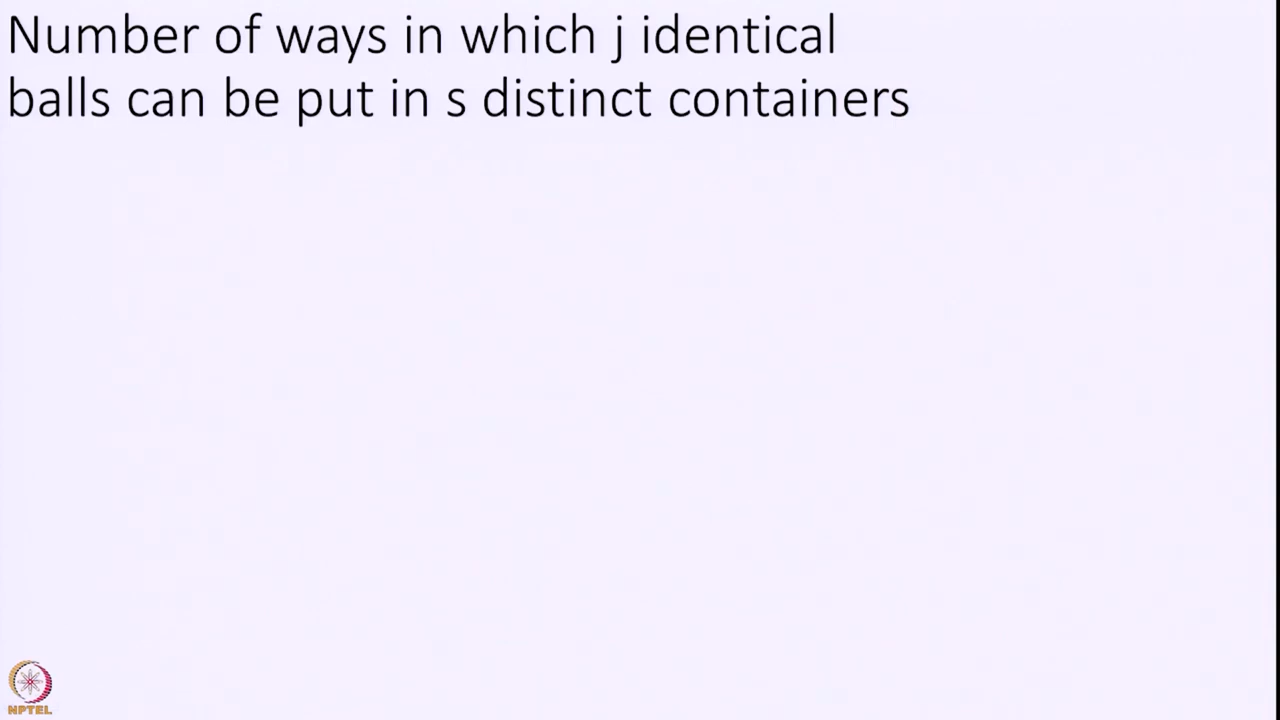 Number of ways in which j identical
balls can be put in s distinct containers
NPTEL